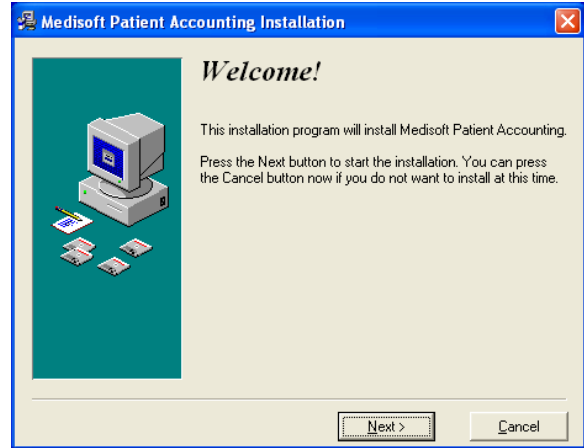 Medisoft Patient Accounting Installation
Welcome!
This installation program will install Medisoft Patient Accounting.
Press the Next button to start the installation. You can press
the Cancel button now if you do not want to install at this time.
Next >
Cancel